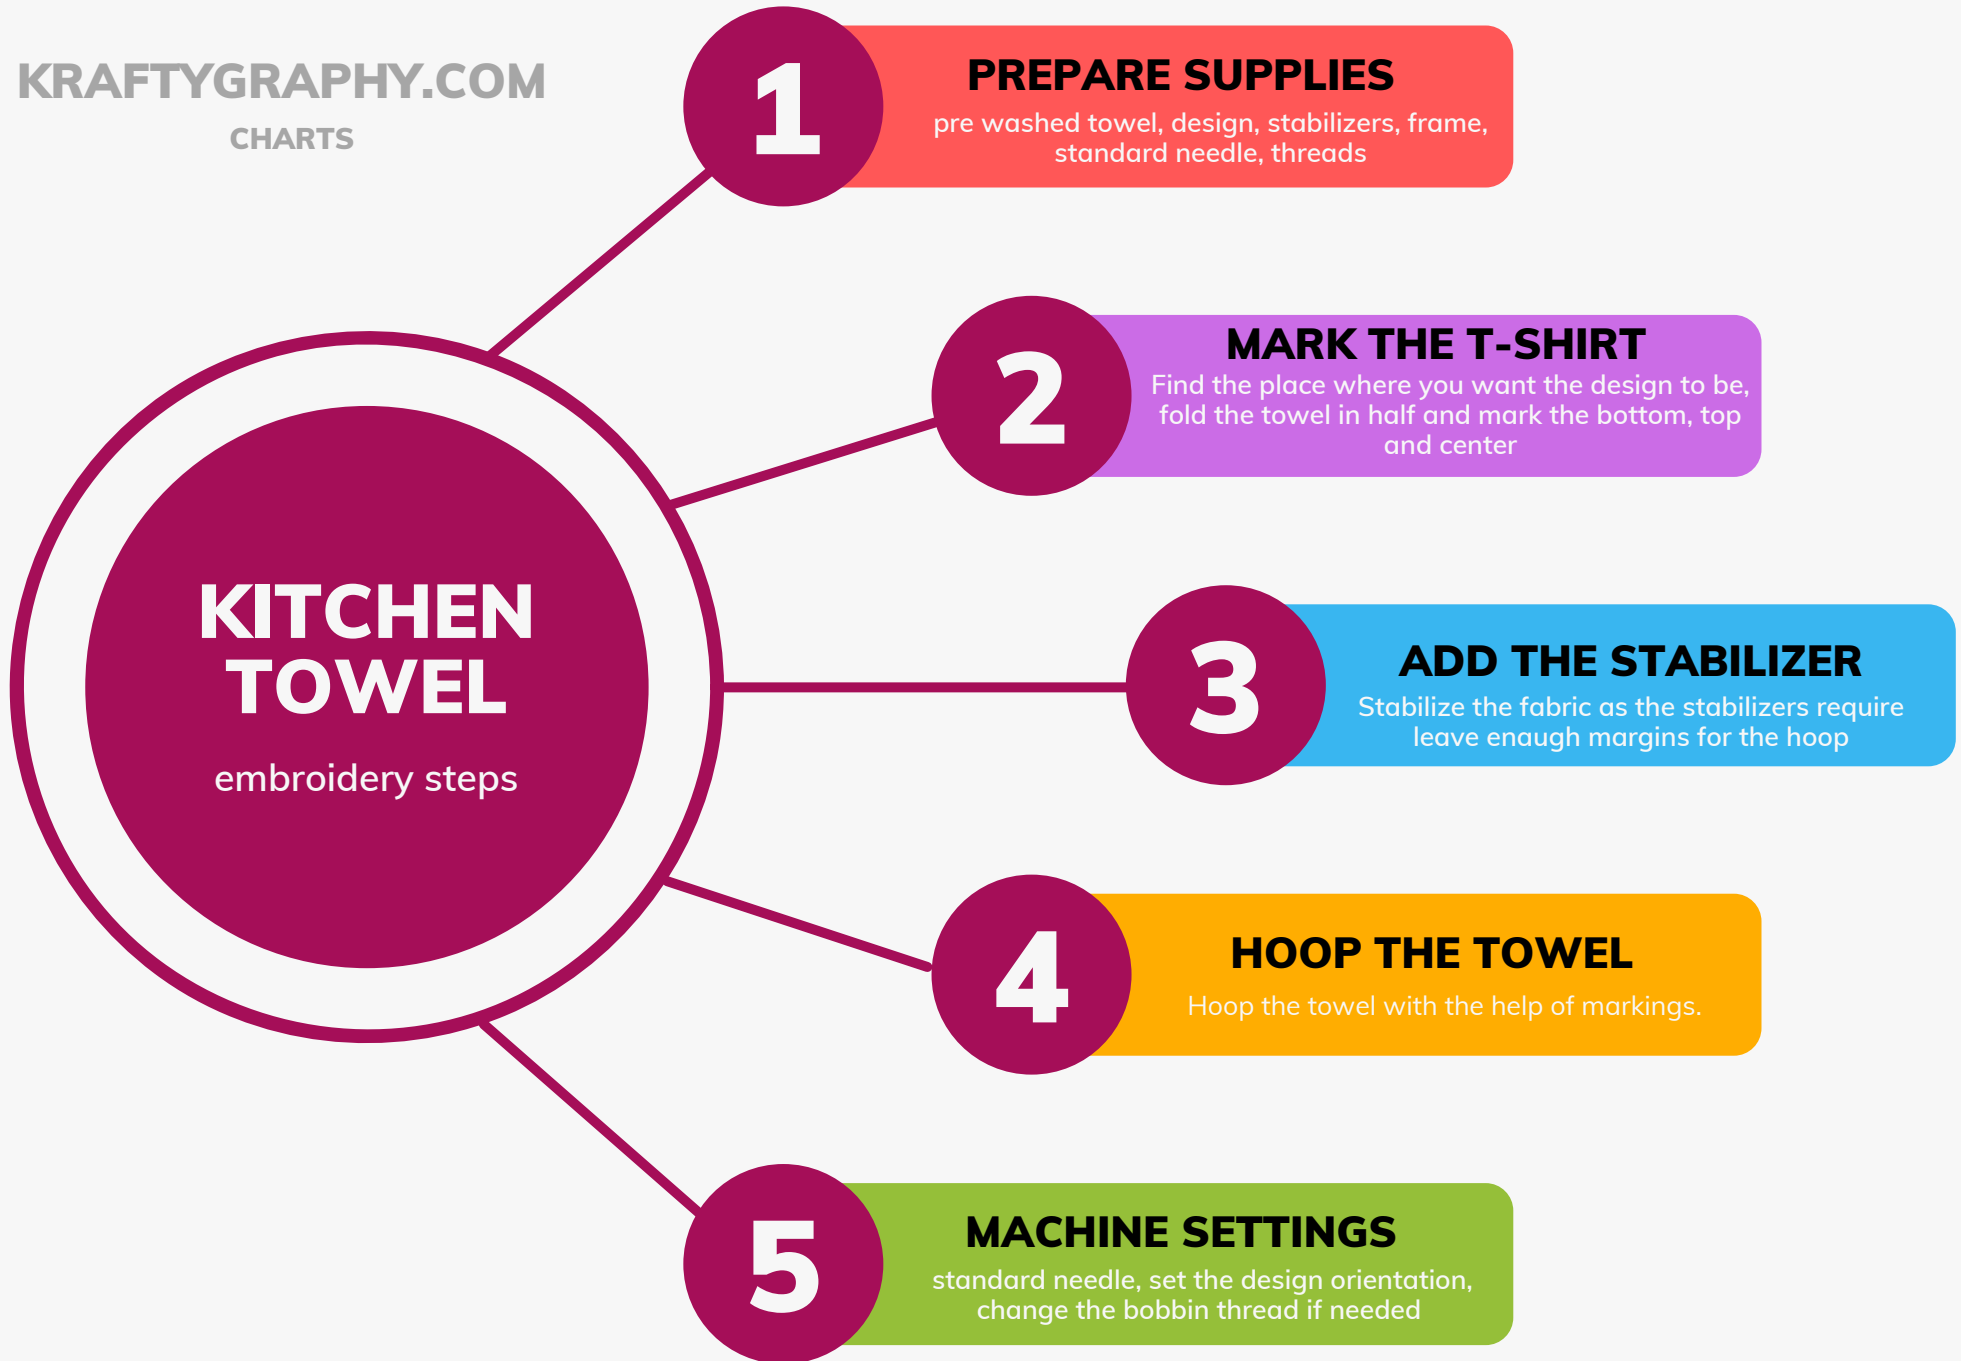 KRAFTYGRAPHY.COM
CHARTS
KITCHEN
TOWEL
embroidery steps
1
PREPARE SUPPLIES
pre washed towel, design, stabilizers, frame,
standard needle, threads
2
MARK THE T-SHIRT
Find the place where you want the design to be,
fold the towel in half and mark the bottom, top
and center
3
ADD THE STABILIZER
Stabilize the fabric as the stabilizers require
leave enaugh margins for the hoop
4
HOOP THE TOWEL
Hoop the towel with the help of markings.
5
MACHINE SETTINGS
standard needle, set the design orientation,
change the bobbin thread if needed